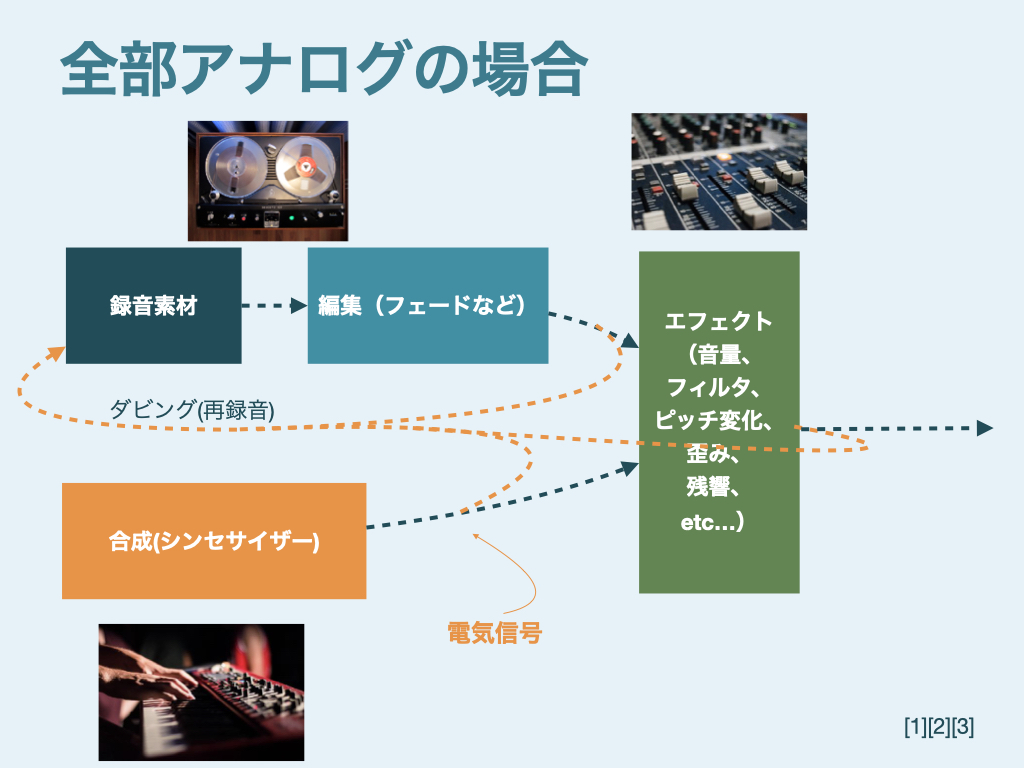 全部アナログの場合
録音素材
編集（フェードなど）
エフェクト
（音量、
フィルタ、
ピッチ変化、
歪み、
残響、
etc…）
ダビング(再録音)
合成(シンセサイザー)
電気信号
[1][2][3]